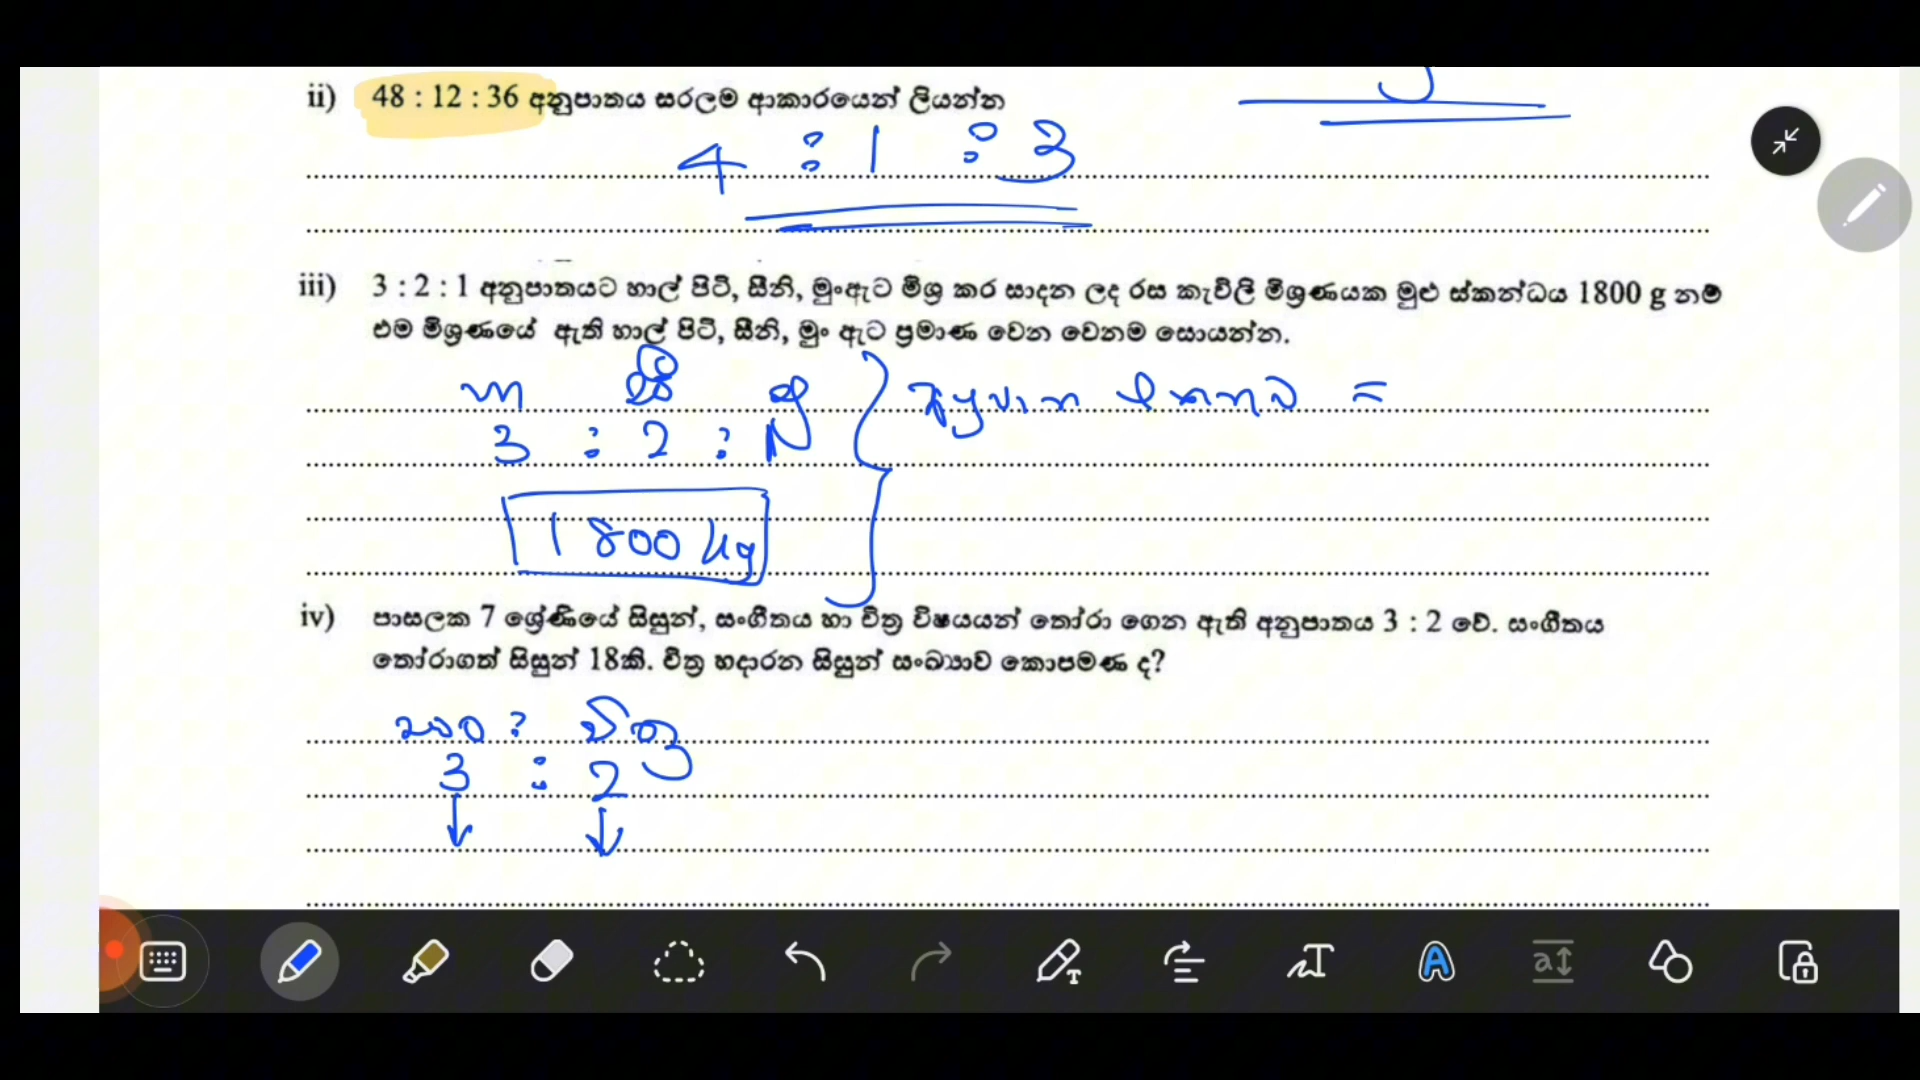 ii) 48 : 12 : 36 අනුපාතය සරලම ආකාරයෙන් ලියන්න
4 : 1 : 3
iii) 3 : 2 : 1 අනුපාතයට හාල් පිටි, සීනි, මුංඇට මිශ්‍ර කර සාදන ලද රස කැවිලි මිශ්‍රණයක මුළු ස්කන්ධය 1800 g නම්
එම මිශ්‍රණයේ ඇති හාල් පිටි, සීනි, මුං ඇට ප්‍රමාණ වෙන වෙනම සොයන්න.
හා සී මු
3 : 2 : 1
1800 kg
iv) පාසලක 7 ශ්‍රේණියේ සිසුන්, සංගීතය හා චිත්‍ර විෂයයන් තෝරා ගෙන ඇති අනුපාතය 3 : 2 වේ. සංගීතය
තෝරාගත් සිසුන් 18කි. චිත්‍ර හදාරන සිසුන් සංඛ්‍යාව කොපමණ ද?
චිත්‍ර
3 : 2